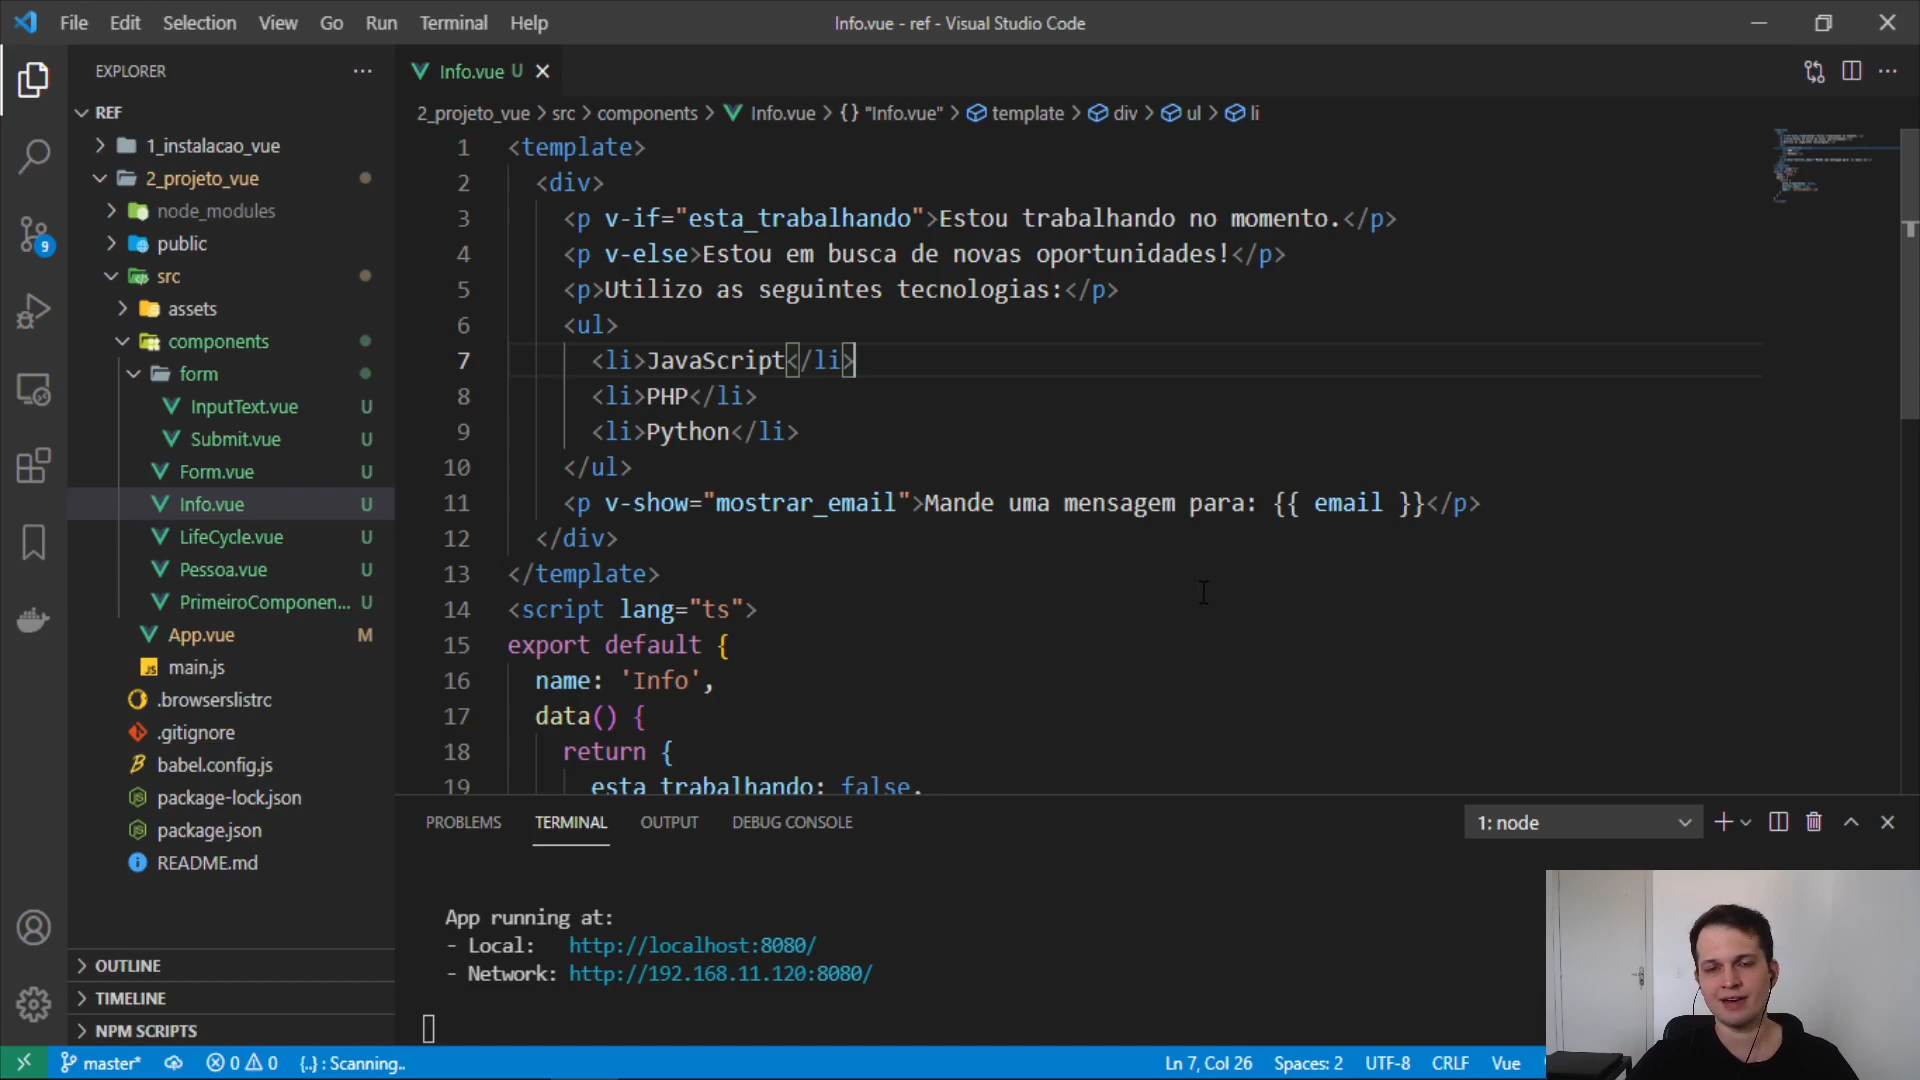 File Edit Selection View Go Run Terminal Help
Info.vue - ref - Visual Studio Code
EXPLORER
REF
1_instalacao_vue
2_projeto_vue
node_modules
public
src
assets
components
form
InputText.vue U
Submit.vue U
Form.vue U
Info.vue U
LifeCycle.vue U
Pessoa.vue U
PrimeiroComponen... U
App.vue M
JS main.js
.browserslistrc
.gitignore
babel.config.js
package-lock.json
package.json
README.md
OUTLINE
TIMELINE
NPM SCRIPTS
9
Info.vue U
2_projeto_vue > src > components > Info.vue > {} "Info.vue" > template > div > ul > li
1 <template>
2 <div>
3 <p v-if="esta_trabalhando">Estou trabalhando no momento.</p>
4 <p v-else>Estou em busca de novas oportunidades!</p>
5 <p>Utilizo as seguintes tecnologias:</p>
6 <ul>
7 <li>JavaScript</li>
8 <li>PHP</li>
9 <li>Python</li>
10 </ul>
11 <p v-show="mostrar_email">Mande uma mensagem para: {{ email }}</p>
12 </div>
13 </template>
14 <script lang="ts">
15 export default {
16 name: 'Info',
17 data() {
18 return {
19 esta_trabalhando: false,
PROBLEMS TERMINAL OUTPUT DEBUG CONSOLE
1: node
App running at:
- Local: http://localhost:8080/
- Network: http://192.168.11.120:8080/
master* 0 0 {..} : Scanning..
Ln 7, Col 26 Spaces: 2 UTF-8 CRLF Vue